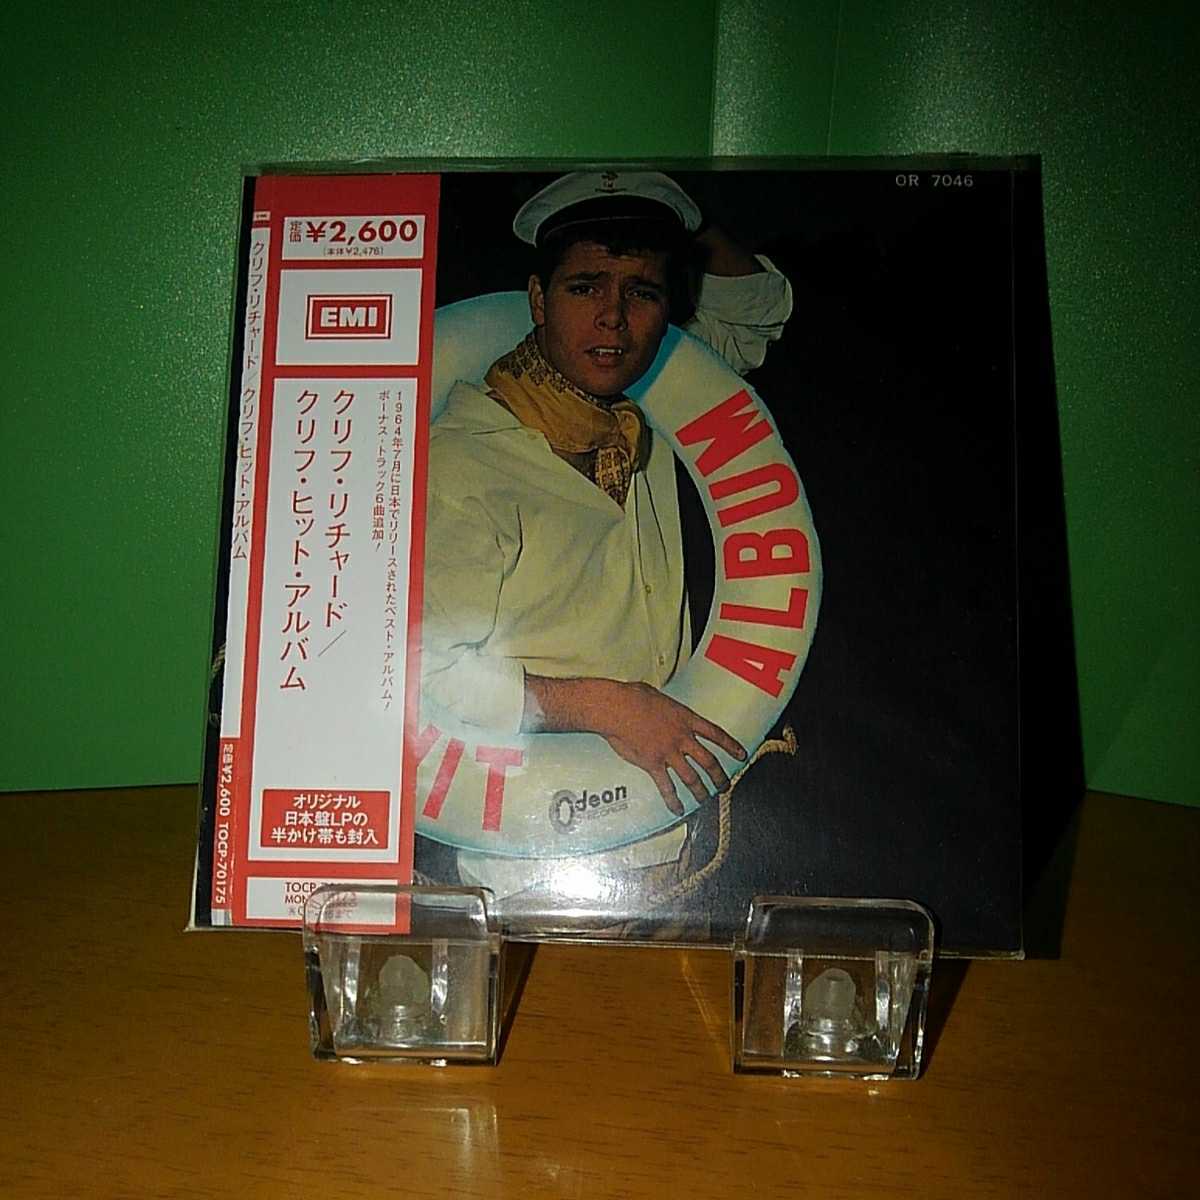 OR 7046
EMI
クリフ・リチャード/クリフ・ヒット・アルバム
定価¥2,600 TOCP-70175
定価 ¥2,600
(本体¥2,476)
EMI
1964年7月に日本でリリースされたベスト・アルバム!
ボーナス・トラック6曲追加!
クリフ・リチャード/
クリフ・ヒット・アルバム
オリジナル
日本盤LPの
半かけ帯も封入
ALBUM
Odeon
RECORDS